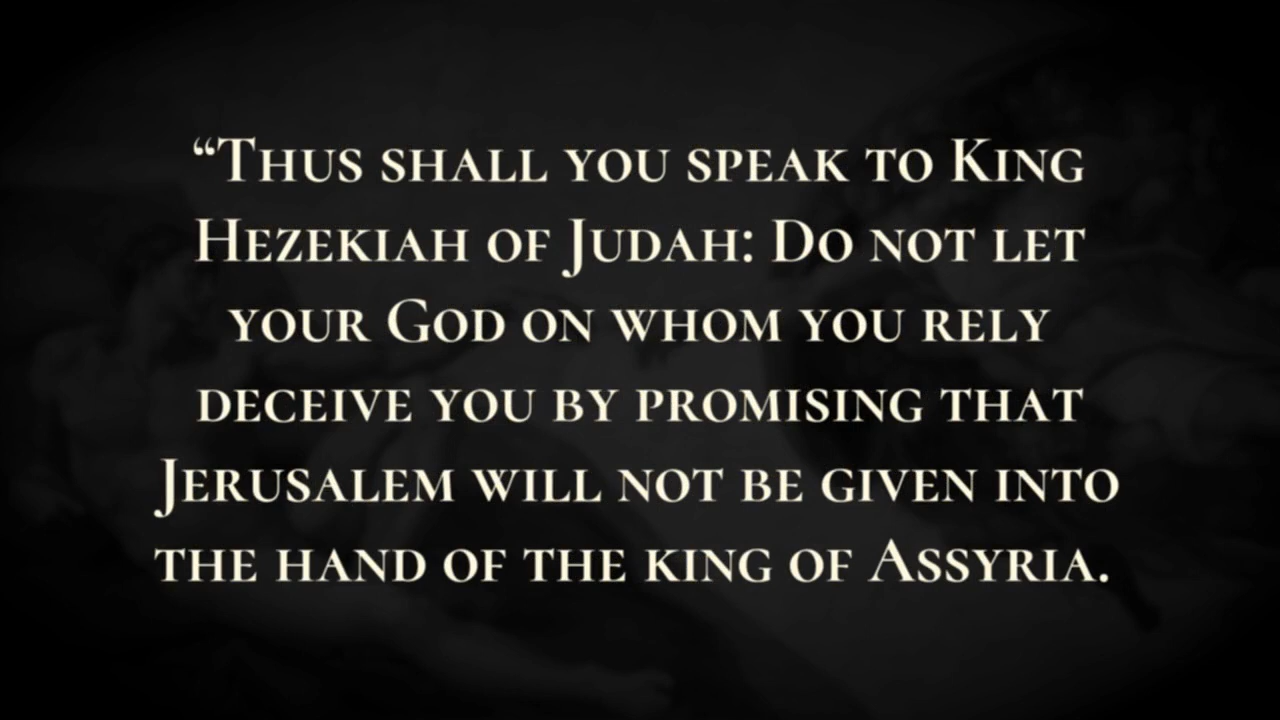 “Thus shall you speak to King
Hezekiah of Judah: Do not let
your God on whom you rely
deceive you by promising that
Jerusalem will not be given into
the hand of the king of Assyria.